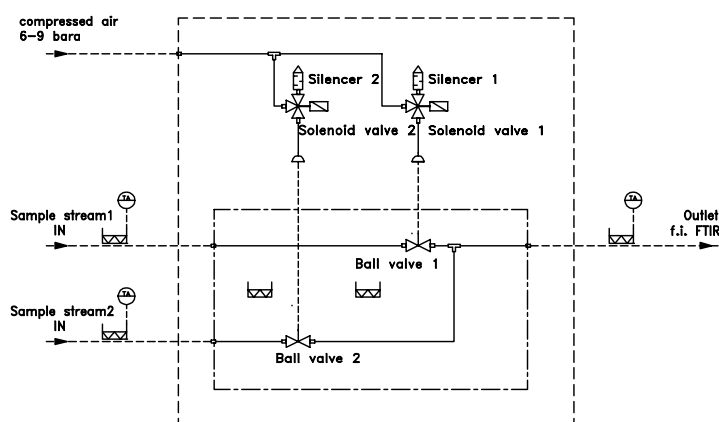 compressed air
6-9 bara
Silencer 2
Silencer 1
Solenoid valve 2
Solenoid valve 1
TA
TA
Sample stream1
IN
Outlet
f.i. FTIR
Ball valve 1
TA
Sample stream2
IN
Ball valve 2